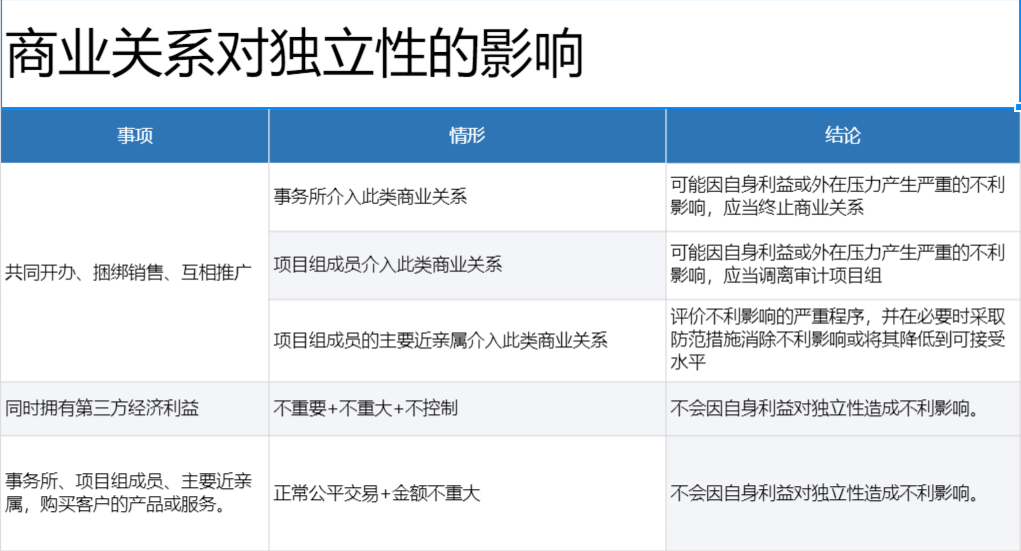 商业关系对独立性的影响
事项
情形
结论
共同开办、捆绑销售、互相推广
事务所介入此类商业关系
可能因自身利益或外在压力产生严重的不利
影响，应当终止商业关系
项目组成员介入此类商业关系
可能因自身利益或外在压力产生严重的不利
影响，应当调离审计项目组
项目组成员的主要近亲属介入此类商业关系
评价不利影响的严重程序，并在必要时采取
防范措施消除不利影响或将其降低到可接受
水平
同时拥有第三方经济利益
不重要+不重大+不控制
不会因自身利益对独立性造成不利影响。
事务所、项目组成员、主要近亲
属，购买客户的产品或服务。
正常公平交易+金额不重大
不会因自身利益对独立性造成不利影响。